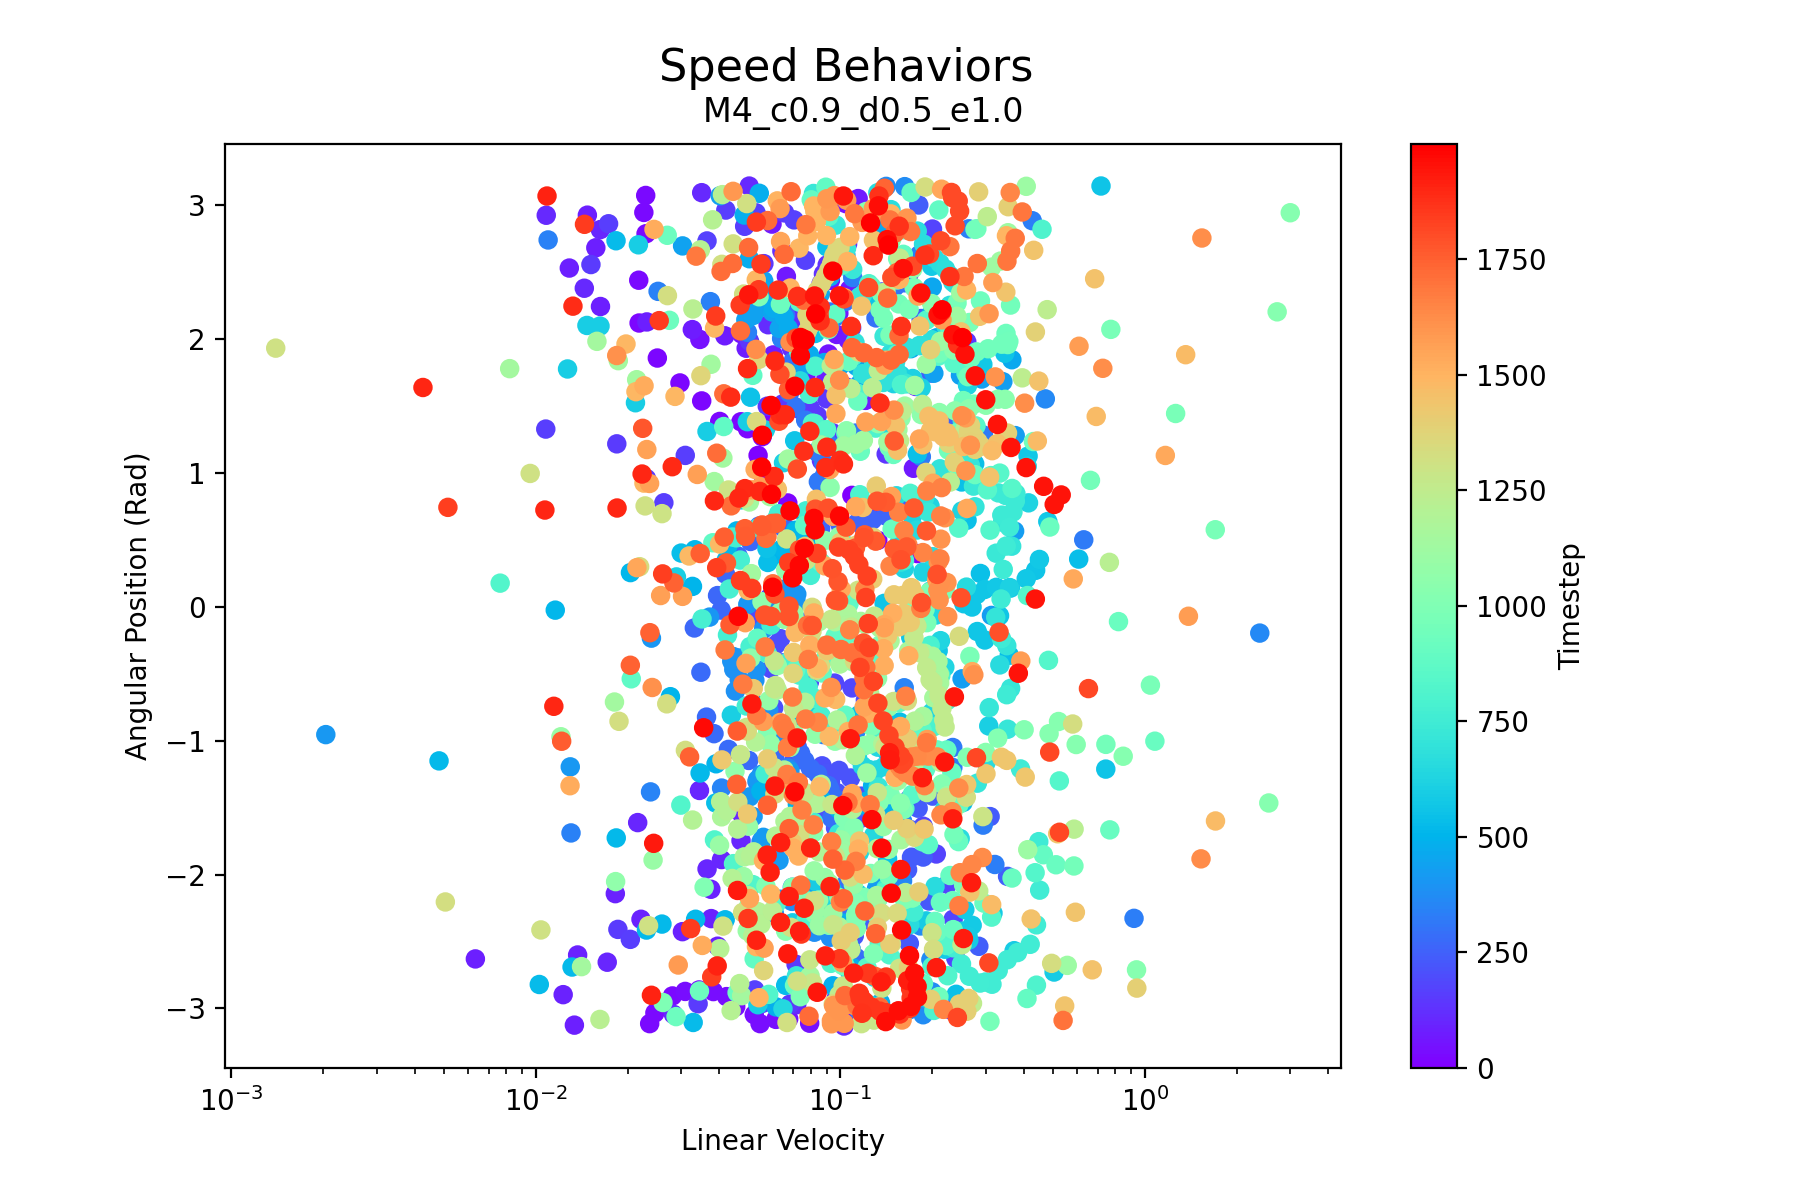 Speed Behaviors
M4_c0.9_d0.5_e1.0
Angular Position (Rad)
3
2
1
0
−1
−2
−3
10⁻³ 10⁻² 10⁻¹ 10⁰
Linear Velocity
1750
1500
1250
1000
750
500
250
0
Timestep